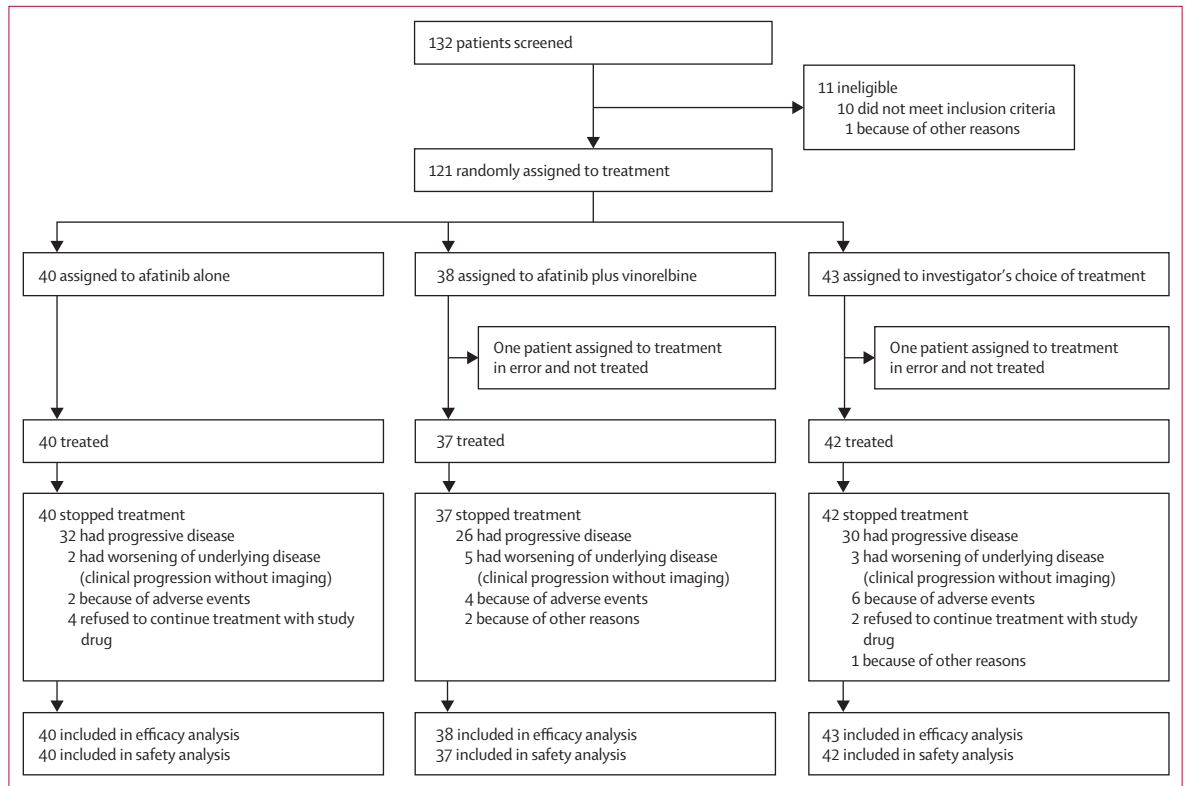 132 patients screened
11 ineligible
10 did not meet inclusion criteria
1 because of other reasons
121 randomly assigned to treatment
40 assigned to afatinib alone
38 assigned to afatinib plus vinorelbine
43 assigned to investigator's choice of treatment
One patient assigned to treatment
in error and not treated
One patient assigned to treatment
in error and not treated
40 treated
37 treated
42 treated
40 stopped treatment
32 had progressive disease
2 had worsening of underlying disease
(clinical progression without imaging)
2 because of adverse events
4 refused to continue treatment with study
drug
37 stopped treatment
26 had progressive disease
5 had worsening of underlying disease
(clinical progression without imaging)
4 because of adverse events
2 because of other reasons
42 stopped treatment
30 had progressive disease
3 had worsening of underlying disease
(clinical progression without imaging)
6 because of adverse events
2 refused to continue treatment with study
drug
1 because of other reasons
40 included in efficacy analysis
40 included in safety analysis
38 included in efficacy analysis
37 included in safety analysis
43 included in efficacy analysis
42 included in safety analysis